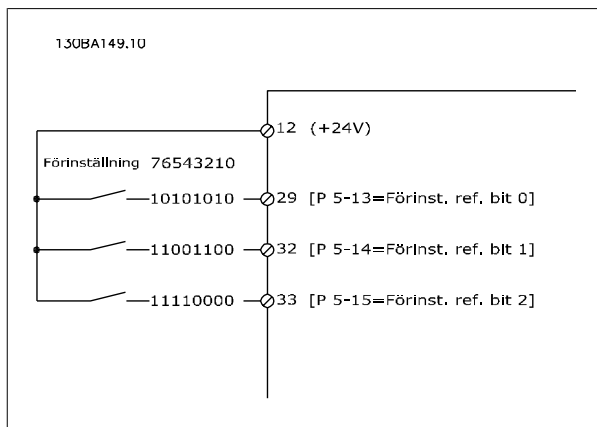 130BA149.10
12 (+24V)
Förinställning 76543210
10101010 29 [P 5-13=Förinst. ref. bit 0]
11001100 32 [P 5-14=Förinst. ref. bit 1]
11110000 33 [P 5-15=Förinst. ref. bit 2]